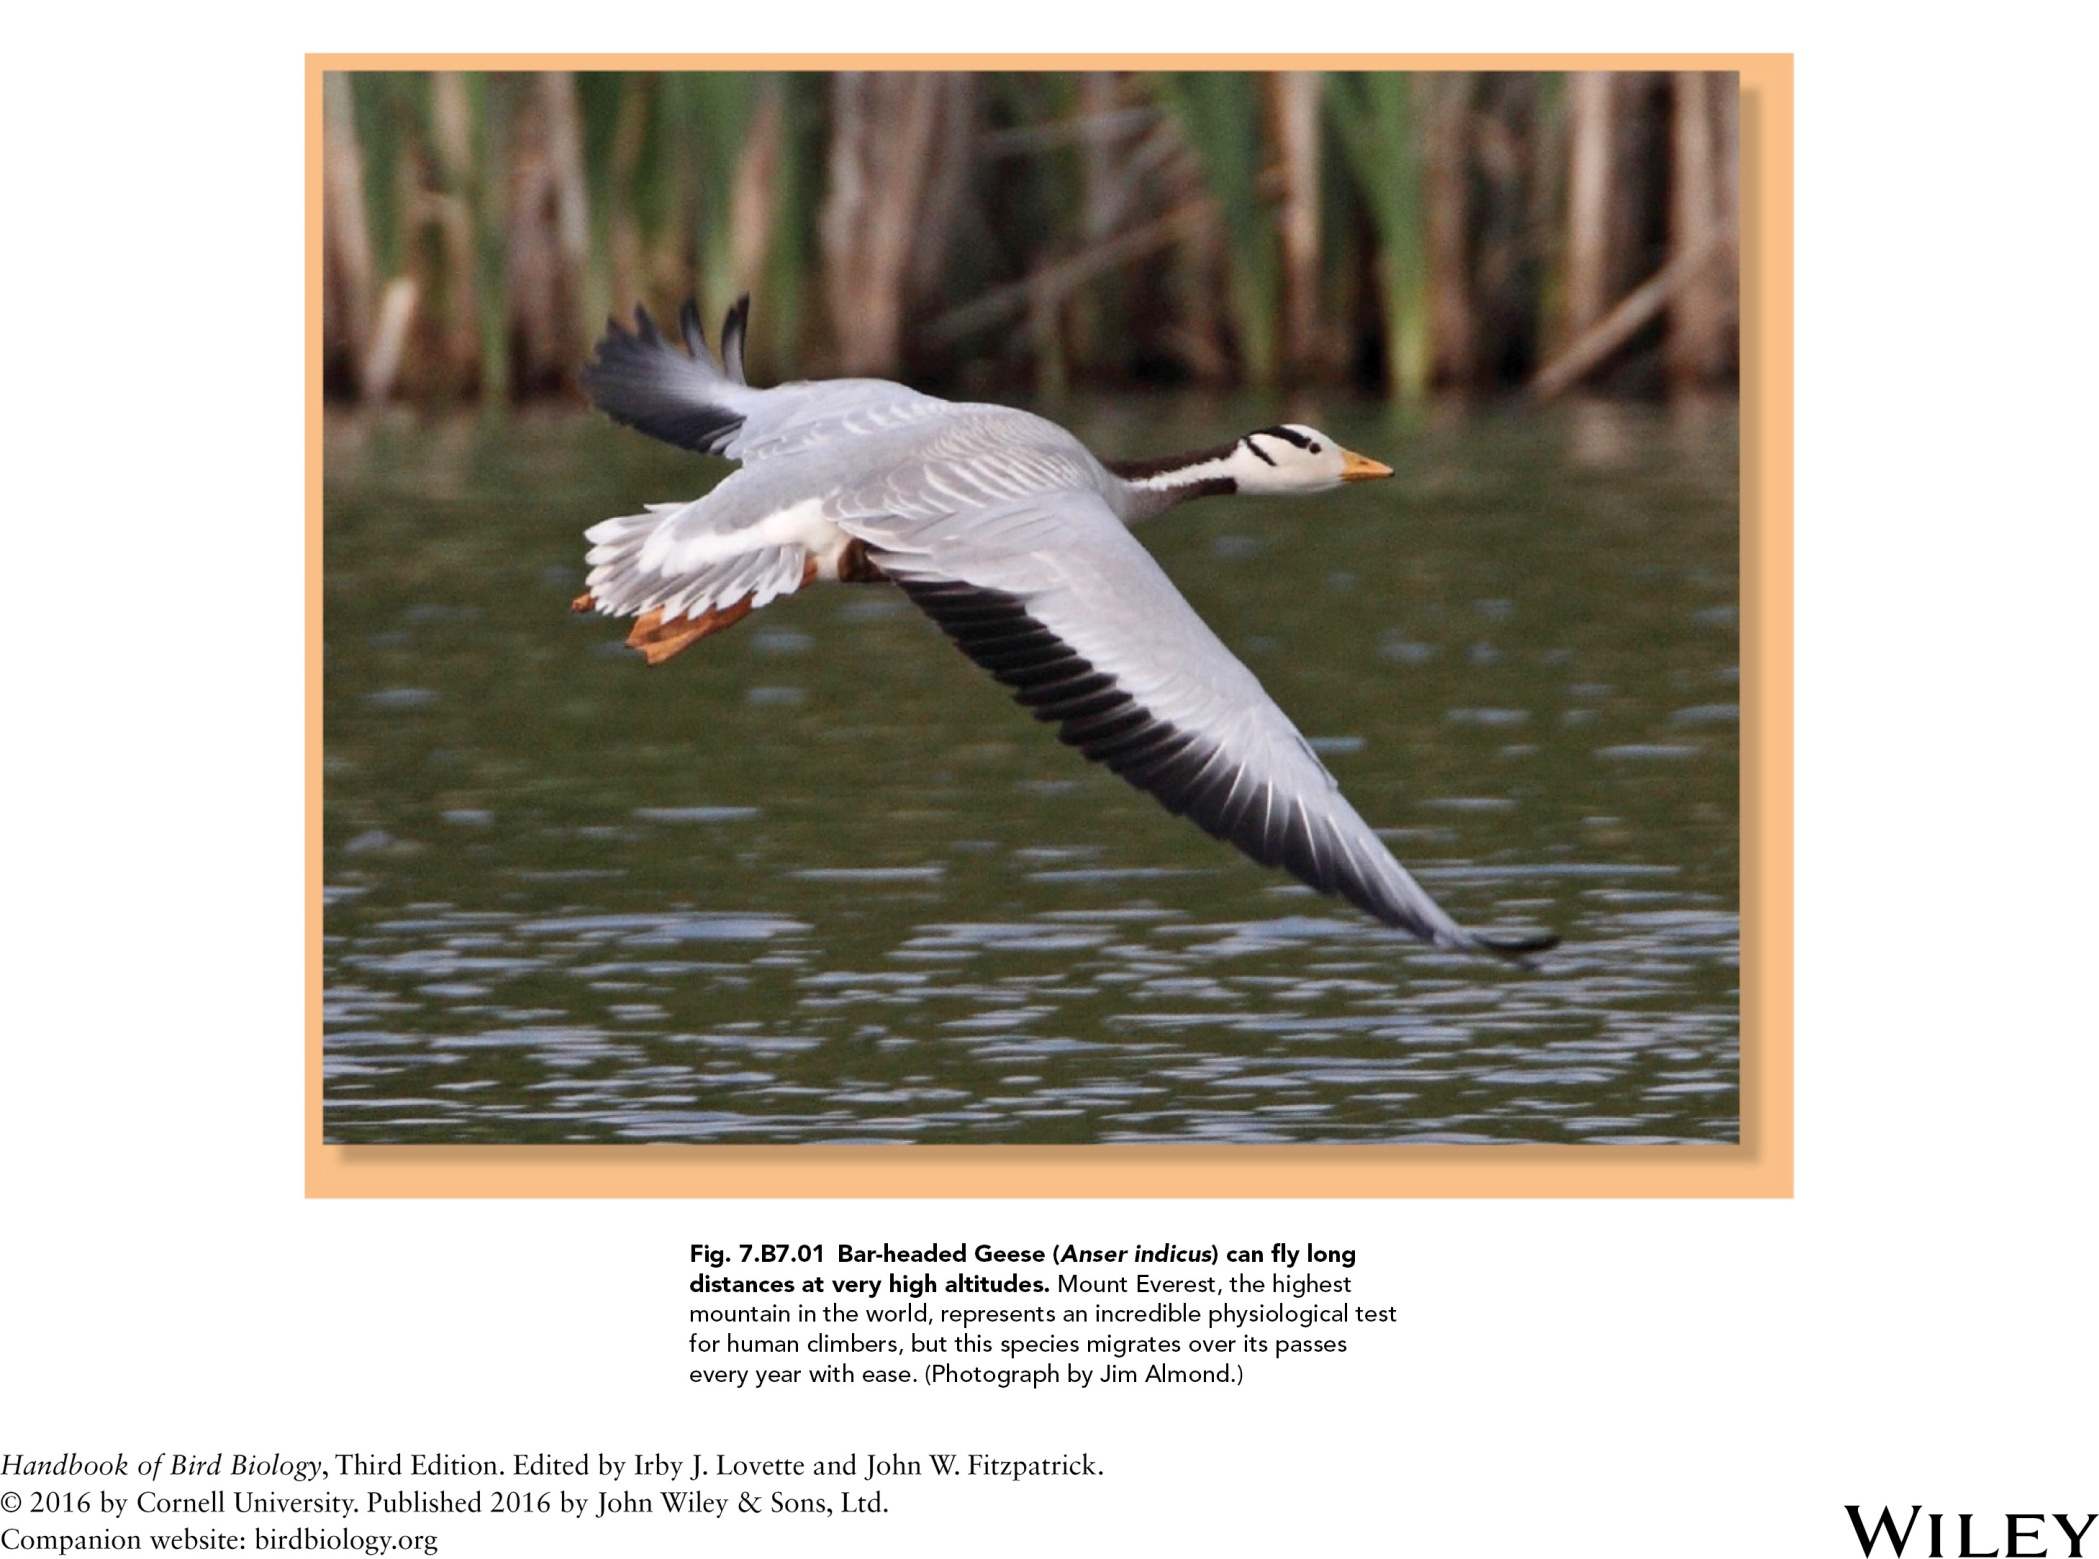 Fig. 7.B7.01 Bar-headed Geese (Anser indicus) can fly long
distances at very high altitudes. Mount Everest, the highest
mountain in the world, represents an incredible physiological test
for human climbers, but this species migrates over its passes
every year with ease. (Photograph by Jim Almond.)
Handbook of Bird Biology, Third Edition. Edited by Irby J. Lovette and John W. Fitzpatrick.
© 2016 by Cornell University. Published 2016 by John Wiley & Sons, Ltd.
Companion website: birdbiology.org
WILEY